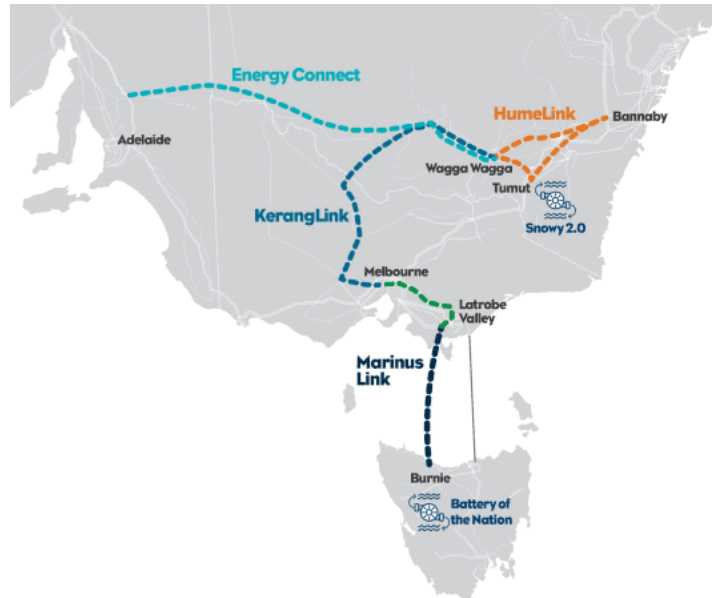 Energy Connect
HumeLink
Bannaby
Adelaide
Wagga Wagga
Tumut
KerangLink
Snowy 2.0
Melbourne
Latrobe
Valley
Marinus
Link
Burnie
Battery of
the Nation